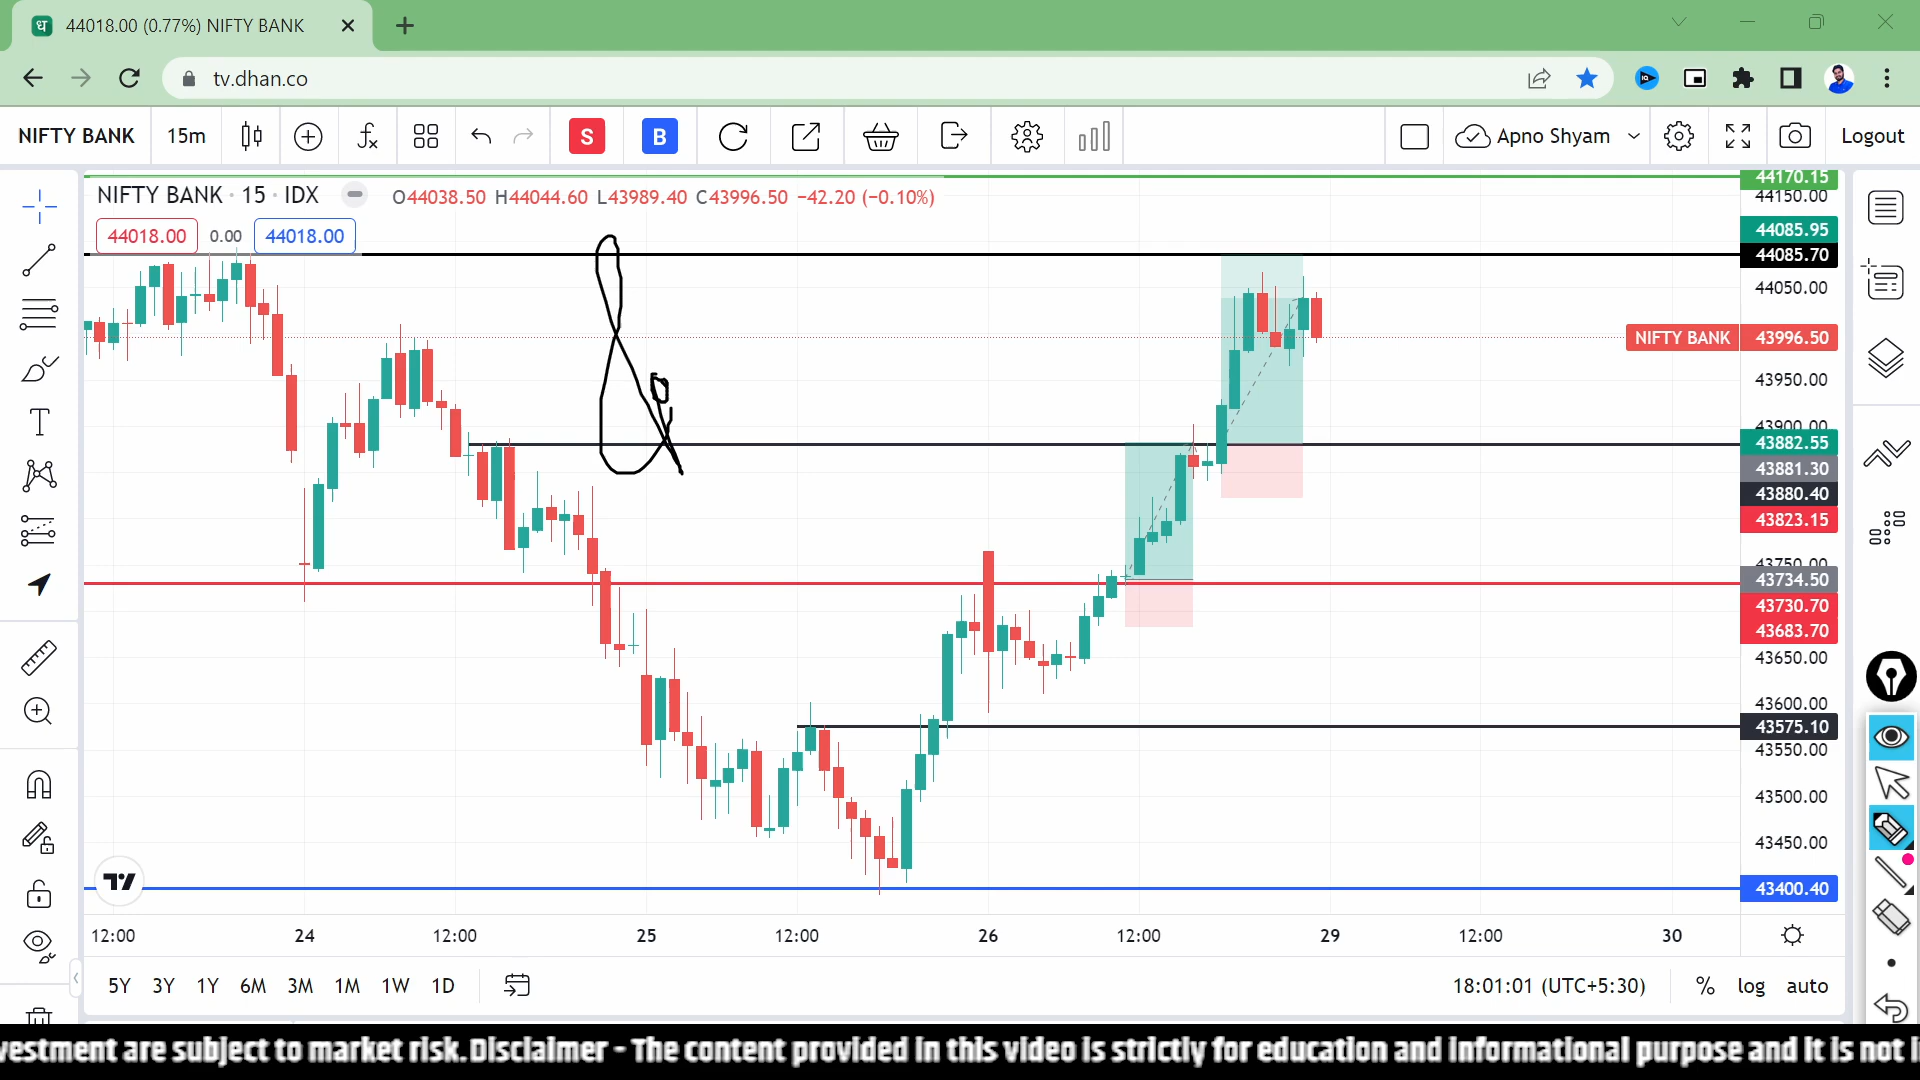 44018.00 (0.77%) NIFTY BANK
tv.dhan.co
NIFTY BANK 15m S B Apno Shyam Logout
NIFTY BANK · 15 · IDX O44038.50 H44044.60 L43989.40 C43996.50 −42.20 (−0.10%)
44018.00 0.00 44018.00
44170.15
44150.00
44085.95
44085.70
44050.00
NIFTY BANK 43996.50
43950.00
43900.00
43882.55
43881.30
43880.40
43823.15
43750.00
43734.50
43730.70
43683.70
43650.00
43600.00
43575.10
43550.00
43500.00
43450.00
43400.40
12:00 24 12:00 25 12:00 26 12:00 29 12:00 30
5Y 3Y 1Y 6M 3M 1M 1W 1D 18:01:01 (UTC+5:30) % log auto
vestment are subject to market risk. Disclaimer - The content provided in this video is strictly for education and informational purpose and it is not i